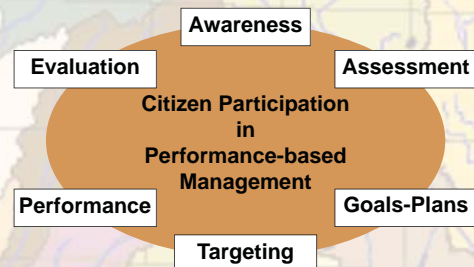 Awareness
Evaluation
Assessment
Citizen Participation
in
Performance-based
Management
Performance
Goals-Plans
Targeting